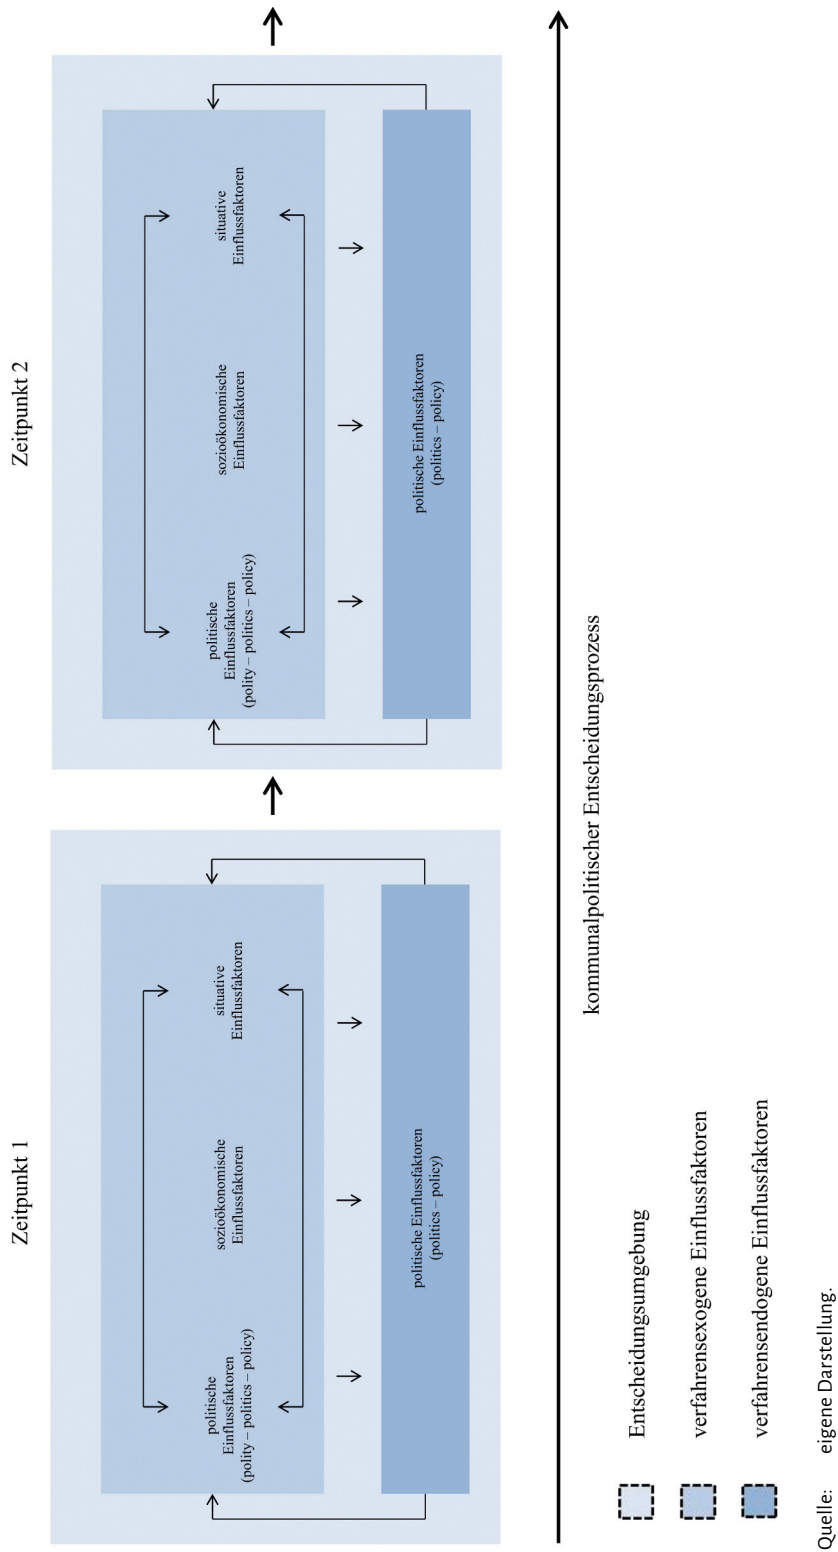 Zeitpunkt 1
Zeitpunkt 2
politische
Einflussfaktoren
(polity – politics – policy)
sozioökonomische
Einflussfaktoren
situative
Einflussfaktoren
politische Einflussfaktoren
(politics – policy)
politische
Einflussfaktoren
(polity – politics – policy)
sozioökonomische
Einflussfaktoren
situative
Einflussfaktoren
politische Einflussfaktoren
(politics – policy)
kommunalpolitischer Entscheidungsprozess
Entscheidungsumgebung
verfahrensexogene Einflussfaktoren
verfahrensendogene Einflussfaktoren
Quelle: eigene Darstellung.